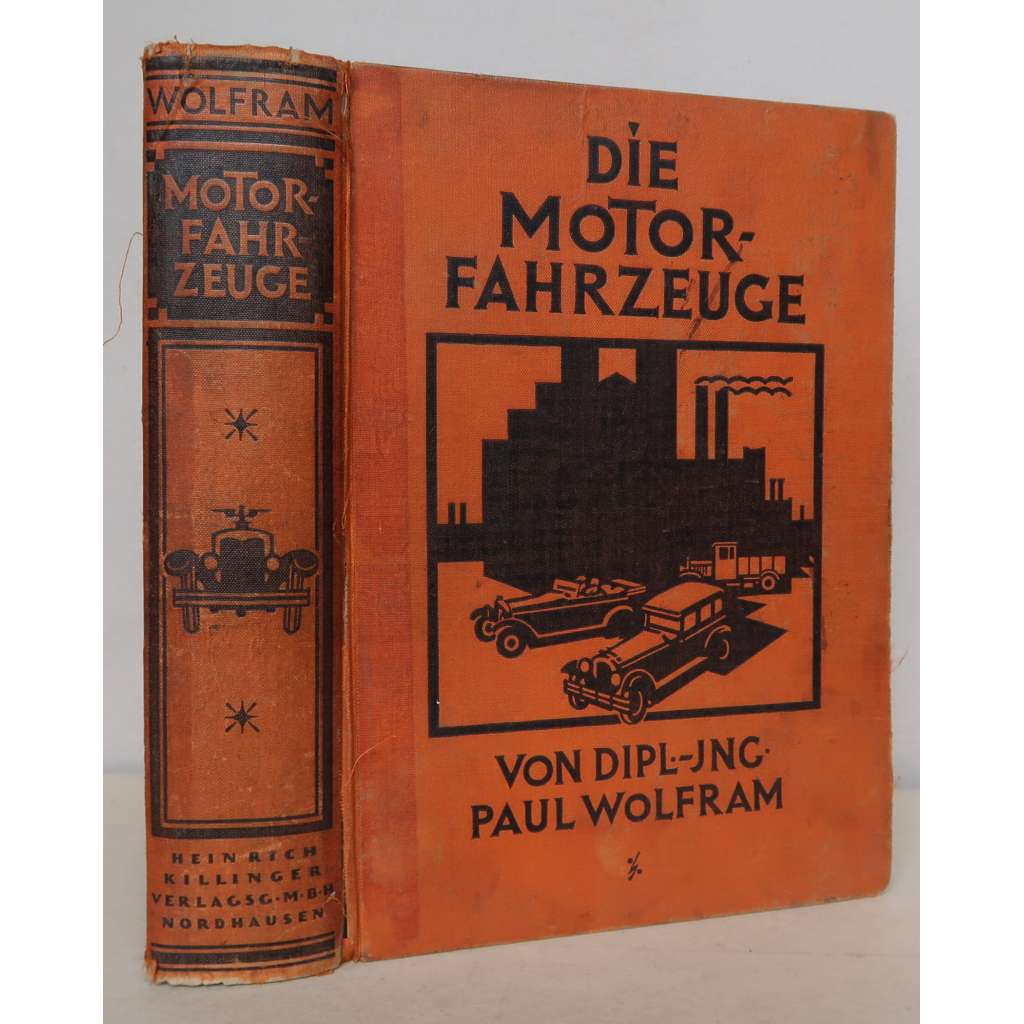 WOLFRAM
MOTOR-
FAHR-
ZEUGE
HEINRICH
KILLINGER
VERLAGSG·M·B·H
NORDHAUSEN
DIE
MOTOR-
FAHRZEUGE
VON DIPL.-JNG.
PAUL WOLFRAM